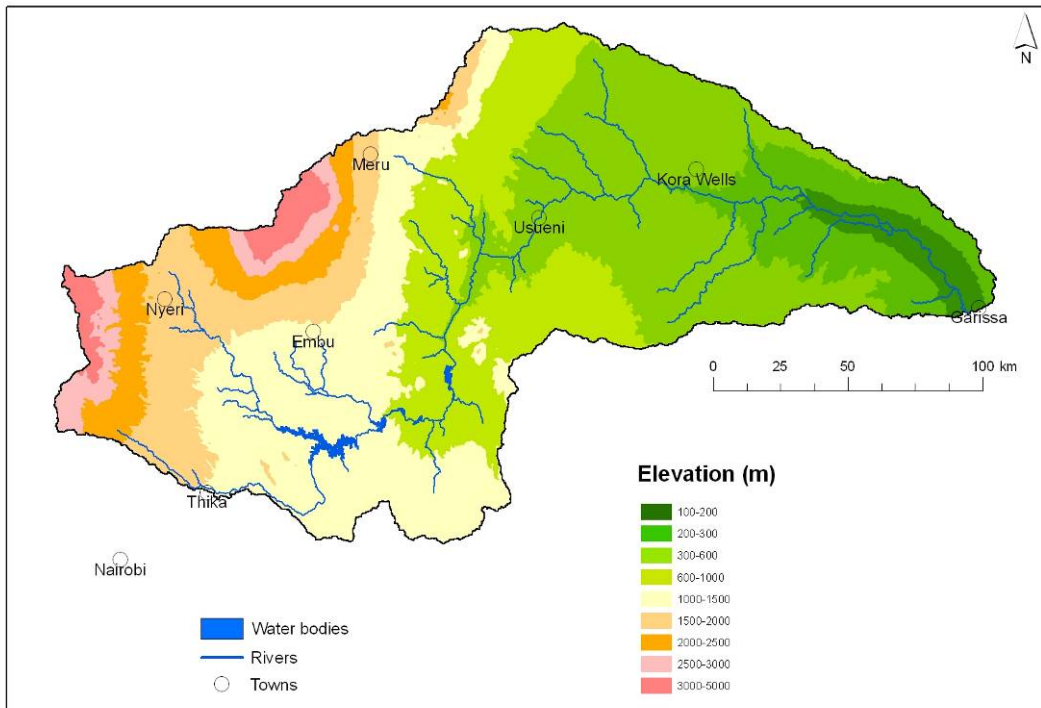 N
Meru
Kora Wells
Usueni
Nyeri
Garissa
Embu
0 25 50 100 km
Thika
Nairobi
Elevation (m)
100-200
200-300
300-600
600-1000
1000-1500
1500-2000
2000-2500
2500-3000
3000-5000
Water bodies
Rivers
Towns